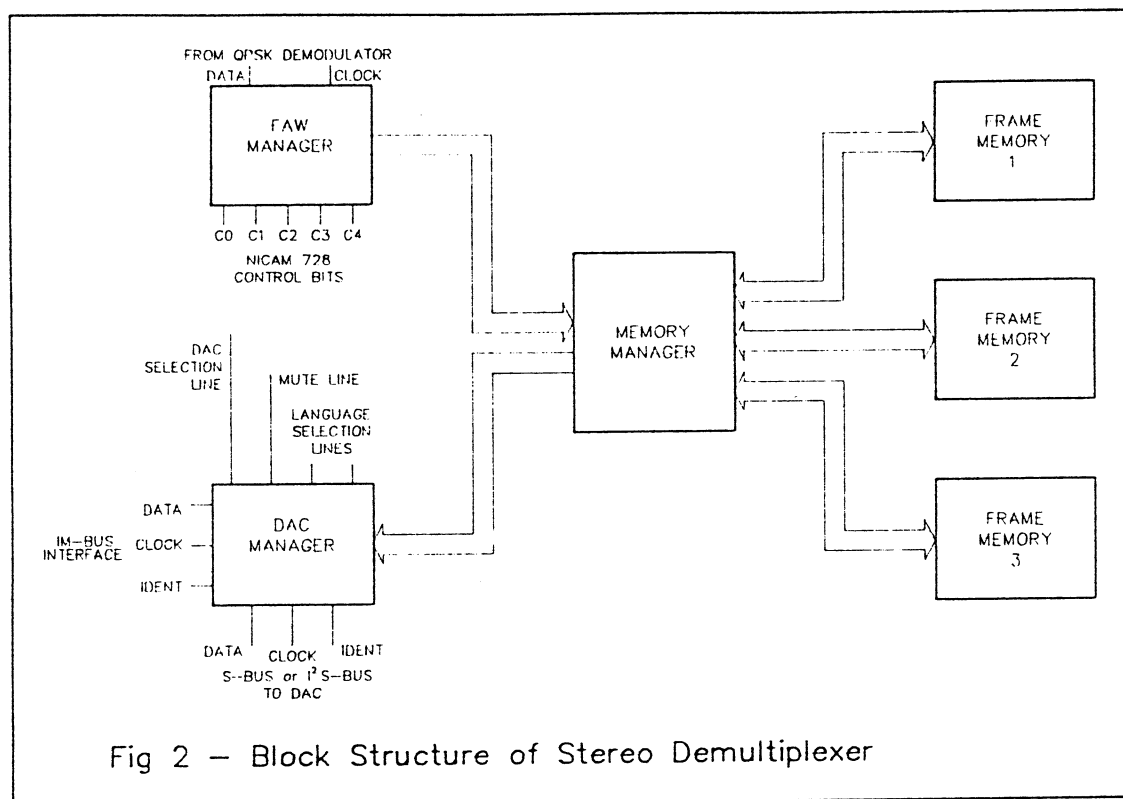 FROM QPSK DEMODULATOR
DATA CLOCK
FAW
MANAGER
C0 C1 C2 C3 C4
NICAM 728
CONTROL BITS
DAC
SELECTION
LINE
MUTE LINE
LANGUAGE
SELECTION
LINES
DATA
IM-BUS
INTERFACE
CLOCK
IDENT
DAC
MANAGER
DATA CLOCK IDENT
S-BUS or I² S-BUS
TO DAC
MEMORY
MANAGER
FRAME
MEMORY
1
FRAME
MEMORY
2
FRAME
MEMORY
3
Fig 2 – Block Structure of Stereo Demultiplexer